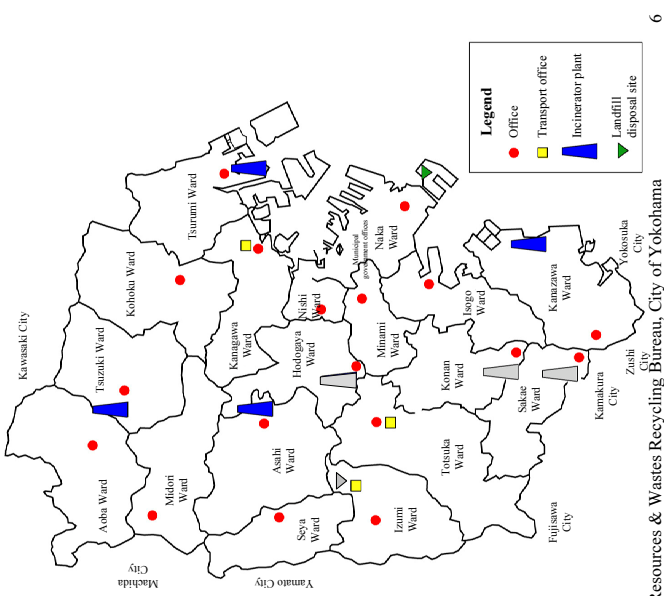 Kawasaki City
Machida
City
Yamato City
Aoba Ward
Tsuzuki Ward
Kohoku Ward
Tsurumi Ward
Midori
Ward
Kanagawa
Ward
Asahi
Ward
Hodogaya
Ward
Nishi
Ward
Municipal
government offices
Naka
Ward
Seya
Ward
Minami
Ward
Izumi
Ward
Totsuka
Ward
Konan
Ward
Isogo
Ward
Sakae
Ward
Kanazawa
Ward
Fujisawa
City
Kamakura
City
Zushi
City
Yokosuka
City
Legend
Office
Transport office
Incinerator plant
Landfill
disposal site
Resources & Wastes Recycling Bureau, City of Yokohama
6